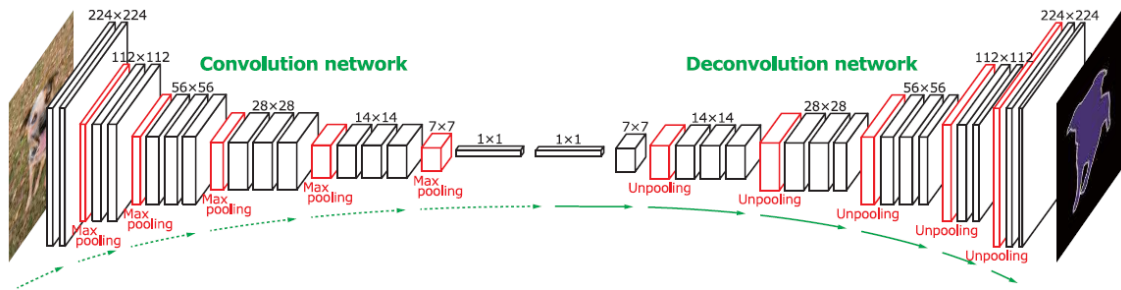 224×224
112×112
56×56
28×28
14×14
7×7
1×1
1×1
7×7
14×14
28×28
56×56
112×112
224×224
Convolution network
Deconvolution network
Max
pooling
Max
pooling
Max
pooling
Max
pooling
Max
pooling
Unpooling
Unpooling
Unpooling
Unpooling
Unpooling